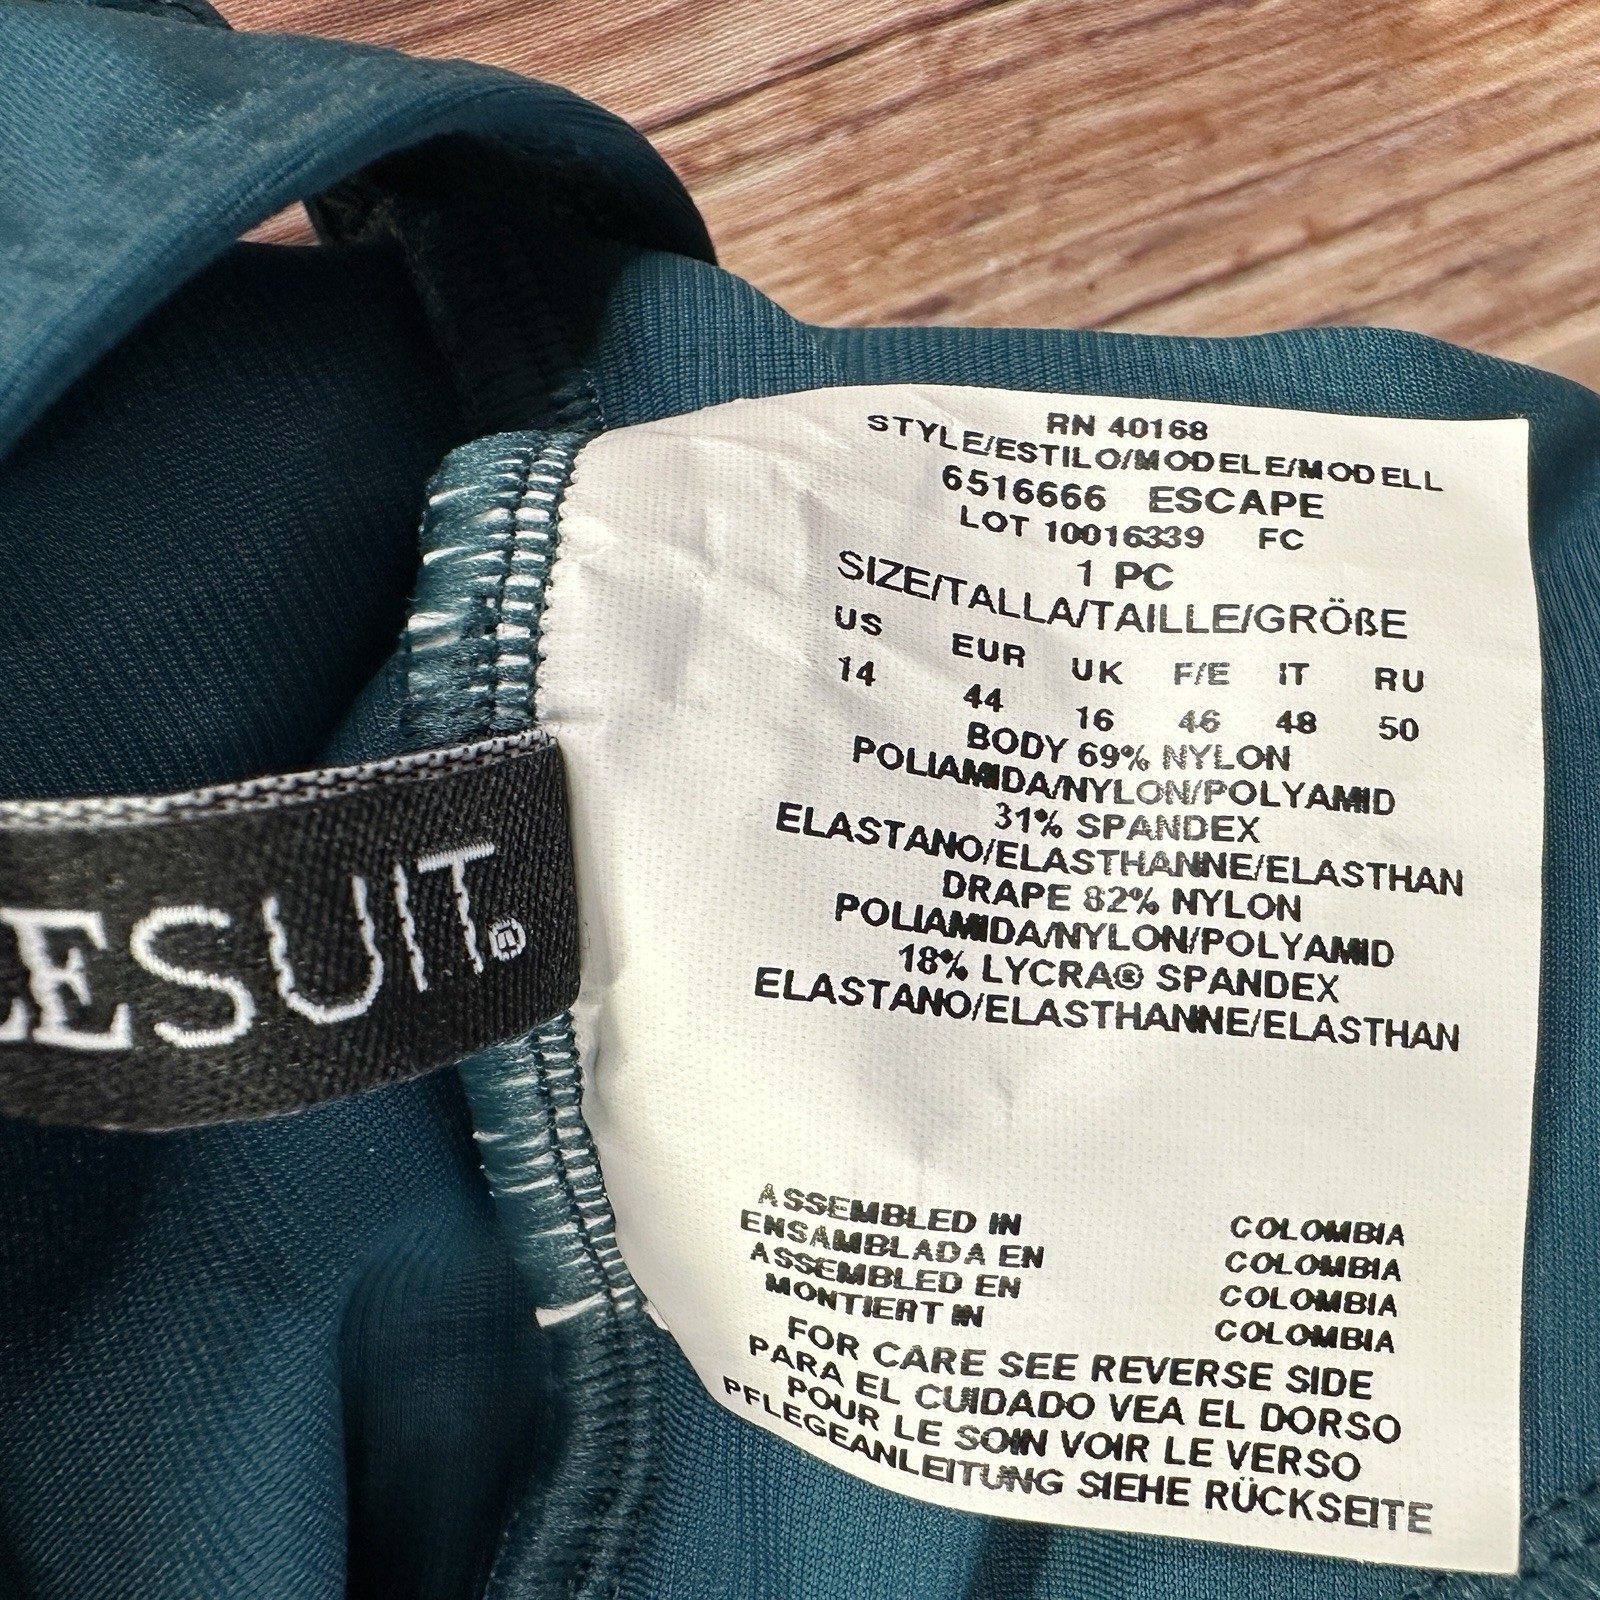 RN 40168
STYLE/ESTILO/MODELE/MODELL
6516666 ESCAPE
LOT 10016339 FC
1 PC
SIZE/TALLA/TAILLE/GRÖßE
US EUR UK F/E IT RU
14 44 16 46 48 50
BODY 69% NYLON
POLIAMIDA/NYLON/POLYAMID
31% SPANDEX
ELASTANO/ELASTHANNE/ELASTHAN
DRAPE 82% NYLON
POLIAMIDA/NYLON/POLYAMID
18% LYCRA® SPANDEX
ELASTANO/ELASTHANNE/ELASTHAN
ESUIT®
ASSEMBLED IN COLOMBIA
ENSAMBLADA EN COLOMBIA
ASSEMBLED EN COLOMBIA
MONTIERT IN COLOMBIA
FOR CARE SEE REVERSE SIDE
PARA EL CUIDADO VEA EL DORSO
POUR LE SOIN VOIR LE VERSO
PFLEGEANLEITUNG SIEHE RÜCKSEITE